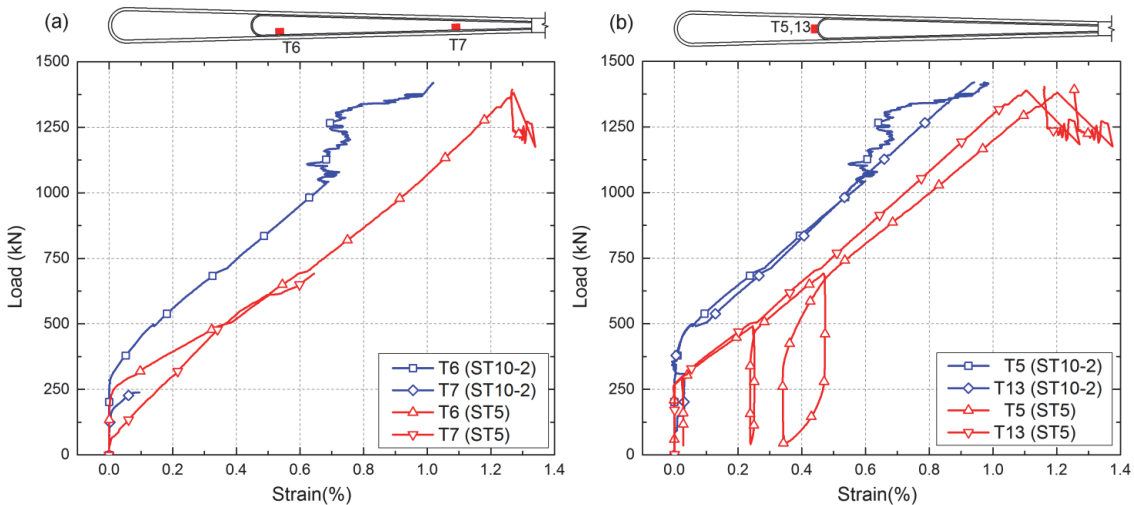 (a)
T6
T7
1500
1250
1000
750
500
250
0
Load (kN)
0.0 0.2 0.4 0.6 0.8 1.0 1.2 1.4
Strain(%)
T6 (ST10-2)
T7 (ST10-2)
T6 (ST5)
T7 (ST5)
(b)
T5,13
1500
1250
1000
750
500
250
0
Load (kN)
0.0 0.2 0.4 0.6 0.8 1.0 1.2 1.4
Strain(%)
T5 (ST10-2)
T13 (ST10-2)
T5 (ST5)
T13 (ST5)